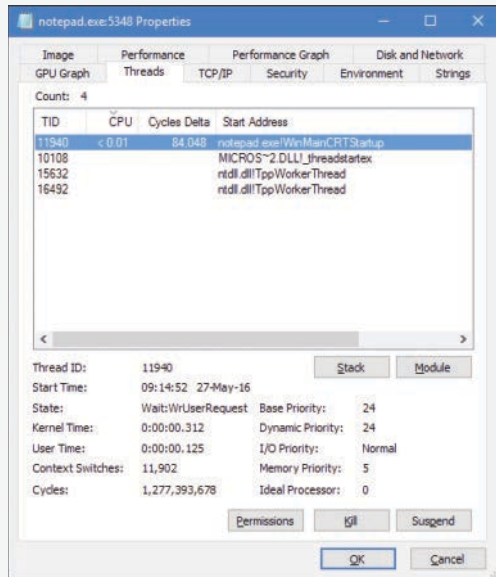 notepad.exe:5348 Properties
Image Performance Performance Graph Disk and Network
GPU Graph Threads TCP/IP Security Environment Strings
Count: 4
TID CPU Cycles Delta Start Address
11940 < 0.01 84,048 notepad.exe!WinMainCRTStartup
10108 MICROS~2.DLL!_threadstartex
15632 ntdll.dll!TppWorkerThread
16492 ntdll.dll!TppWorkerThread
Thread ID: 11940 Stack Module
Start Time: 09:14:52 27-May-16
State: Wait:WrUserRequest Base Priority: 24
Kernel Time: 0:00:00.312 Dynamic Priority: 24
User Time: 0:00:00.125 I/O Priority: Normal
Context Switches: 11,902 Memory Priority: 5
Cycles: 1,277,393,678 Ideal Processor: 0
Permissions Kill Suspend
OK Cancel